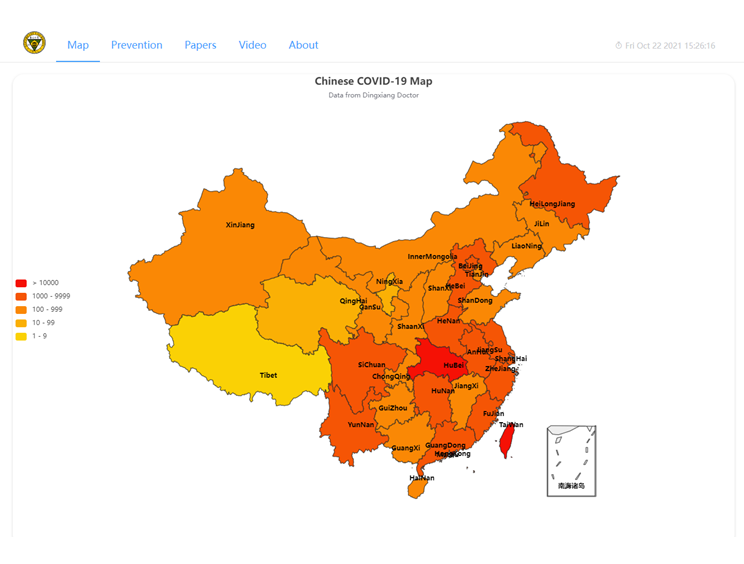 Map Prevention Papers Video About
Fri Oct 22 2021 15:26:16
Chinese COVID-19 Map
Data from Dingxiang Doctor
HeiLongJiang
JiLin
XinJiang
LiaoNing
InnerMongolia
BeiJing
TianJin
NingXia
HeBei
ShanXi
QingHai
ShanDong
GanSu
HeNan
ShaanXi
JiangSu
AnHui
ShangHai
SiChuan
HuBei
ZheJiang
Tibet
ChongQing
JiangXi
HuNan
GuiZhou
FuJian
YunNan
TaiWan
GuangDong
GuangXi
HongKong
HaiNan
南海诸岛
> 10000
1000 - 9999
100 - 999
10 - 99
1 - 9